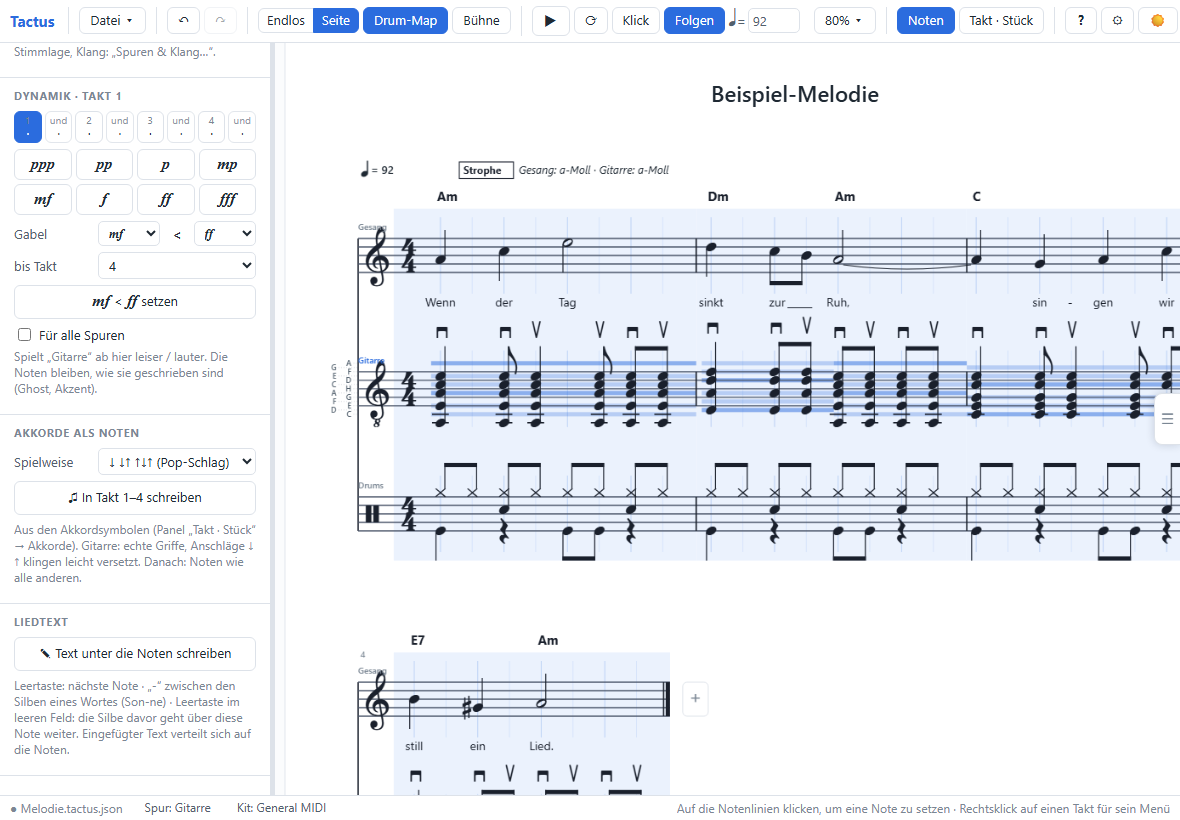 Tactus
Datei
Endlos
Seite
Drum-Map
Bühne
Klick
Folgen
= 92
80%
Noten
Takt · Stück
?
Stimmlage, Klang: „Spuren & Klang…“.
DYNAMIK · TAKT 1
1 und 2 und 3 und 4 und
ppp pp p mp
mf f ff fff
Gabel mf < ff
bis Takt 4
mf < ff setzen
Für alle Spuren
Spielt „Gitarre“ ab hier leiser / lauter. Die
Noten bleiben, wie sie geschrieben sind
(Ghost, Akzent).
AKKORDE ALS NOTEN
Spielweise ↓ ↓↑ ↑↓↑ (Pop-Schlag)
♫ In Takt 1–4 schreiben
Aus den Akkordsymbolen (Panel „Takt · Stück“
→ Akkorde). Gitarre: echte Griffe, Anschläge ↓
↑ klingen leicht versetzt. Danach: Noten wie
alle anderen.
LIEDTEXT
Text unter die Noten schreiben
Leertaste: nächste Note · „-“ zwischen den
Silben eines Wortes (Son-ne) · Leertaste im
leeren Feld: die Silbe davor geht über diese
Note weiter. Eingefügter Text verteilt sich auf
die Noten.
Beispiel-Melodie
= 92
Strophe Gesang: a-Moll · Gitarre: a-Moll
Am Dm Am C
Gesang
4 4
Wenn der Tag sinkt zur___ Ruh. sin - gen wir
Gitarre
A
G
F
E
D
C
H
A
G
F
E
D
C
8
4 4
Drums
4 4
E7 Am
4
Gesang
+
still ein Lied.
● Melodie.tactus.json
Spur: Gitarre
Kit: General MIDI
Auf die Notenlinien klicken, um eine Note zu setzen · Rechtsklick auf einen Takt für sein Menü